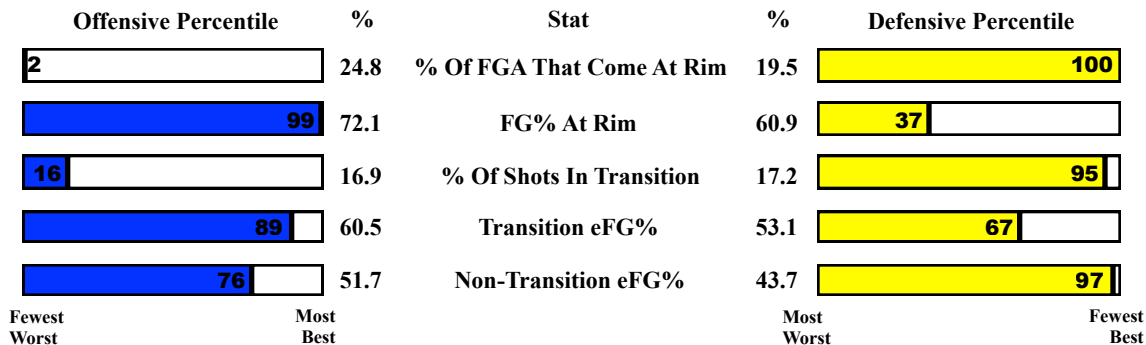 Offensive Percentile % Stat % Defensive Percentile
2 24.8 % Of FGA That Come At Rim 19.5 100
99 72.1 FG% At Rim 60.9 37
16 16.9 % Of Shots In Transition 17.2 95
89 60.5 Transition eFG% 53.1 67
76 51.7 Non-Transition eFG% 43.7 97
Fewest Most Most Fewest
Worst Best Worst Best